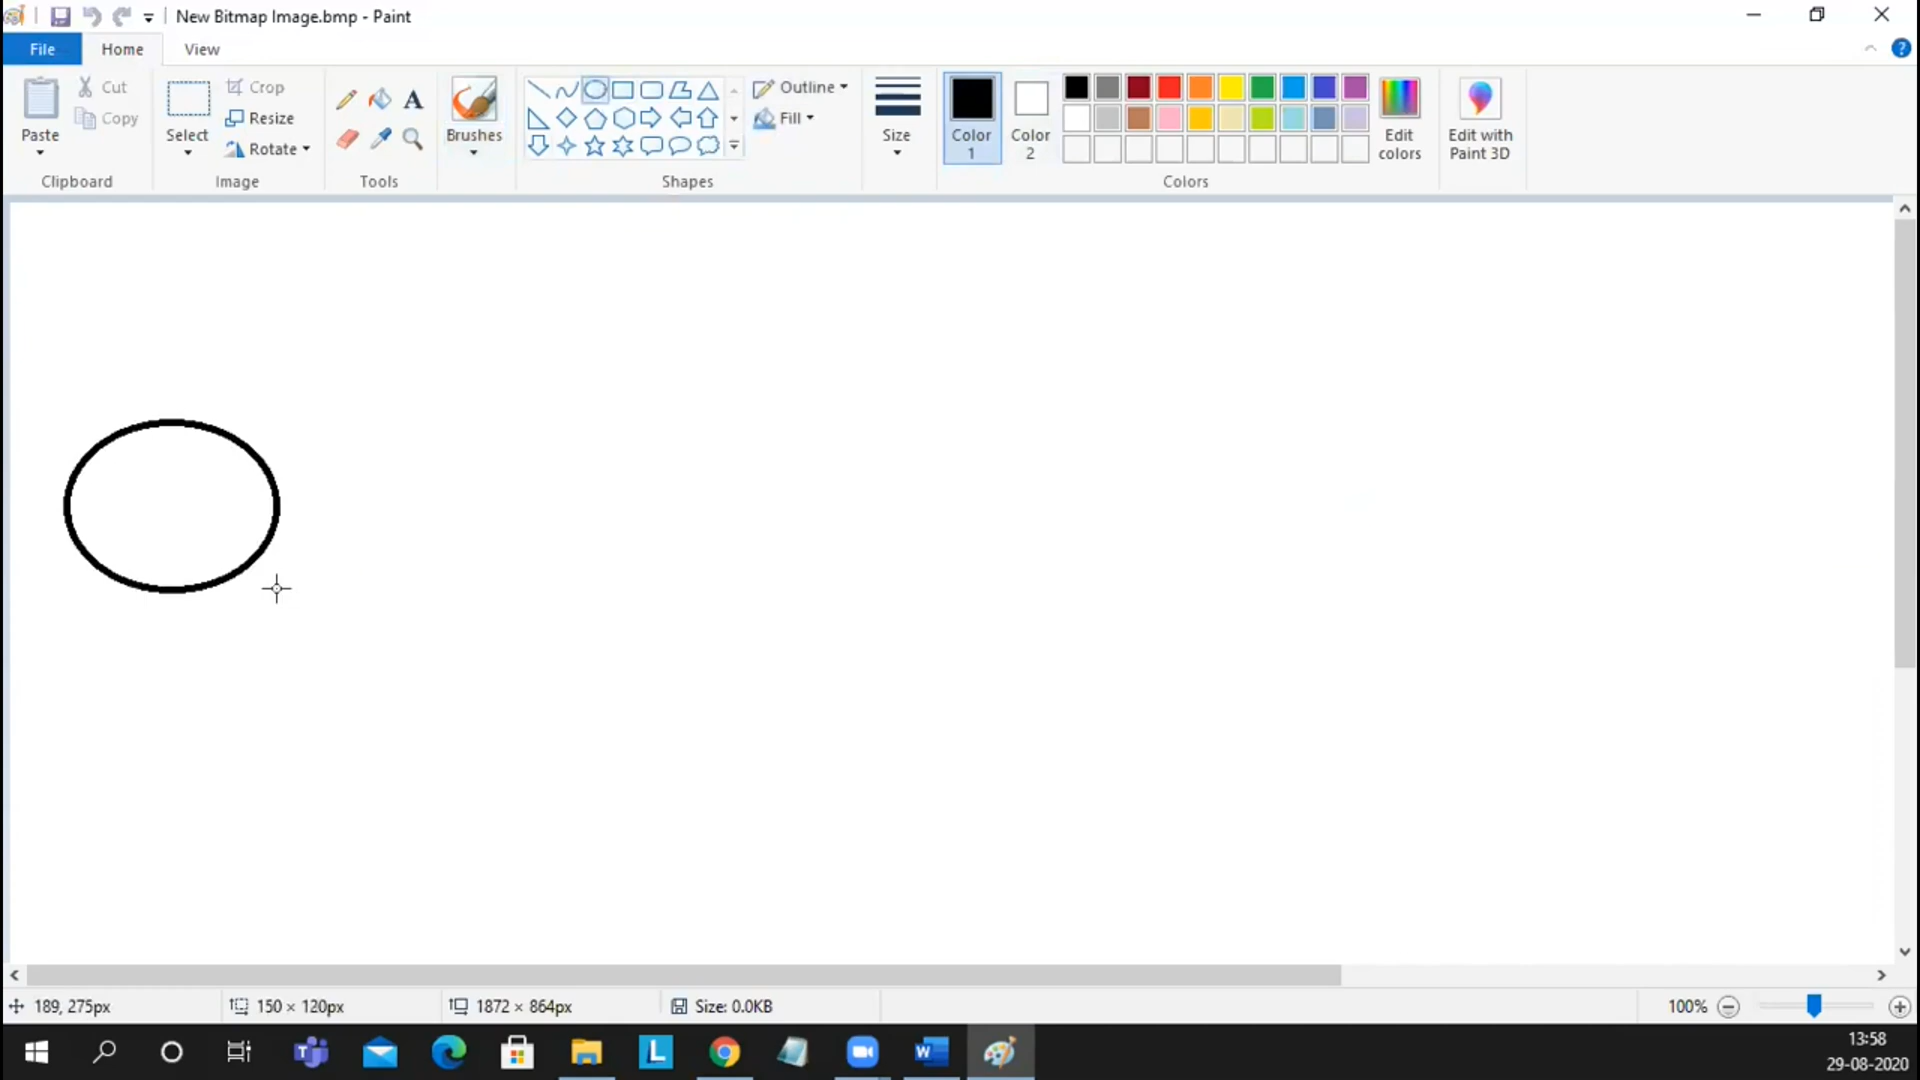 New Bitmap Image.bmp - Paint
File Home View
Paste
Cut
Copy
Clipboard
Select
Crop
Resize
Rotate
Image
A
Tools
Brushes
Shapes
Outline
Fill
Size
Color
1
Color
2
Edit
colors
Colors
Edit with
Paint 3D
189, 275px
150 × 120px
1872 × 864px
Size: 0.0KB
100%
L
W
13:58
29-08-2020